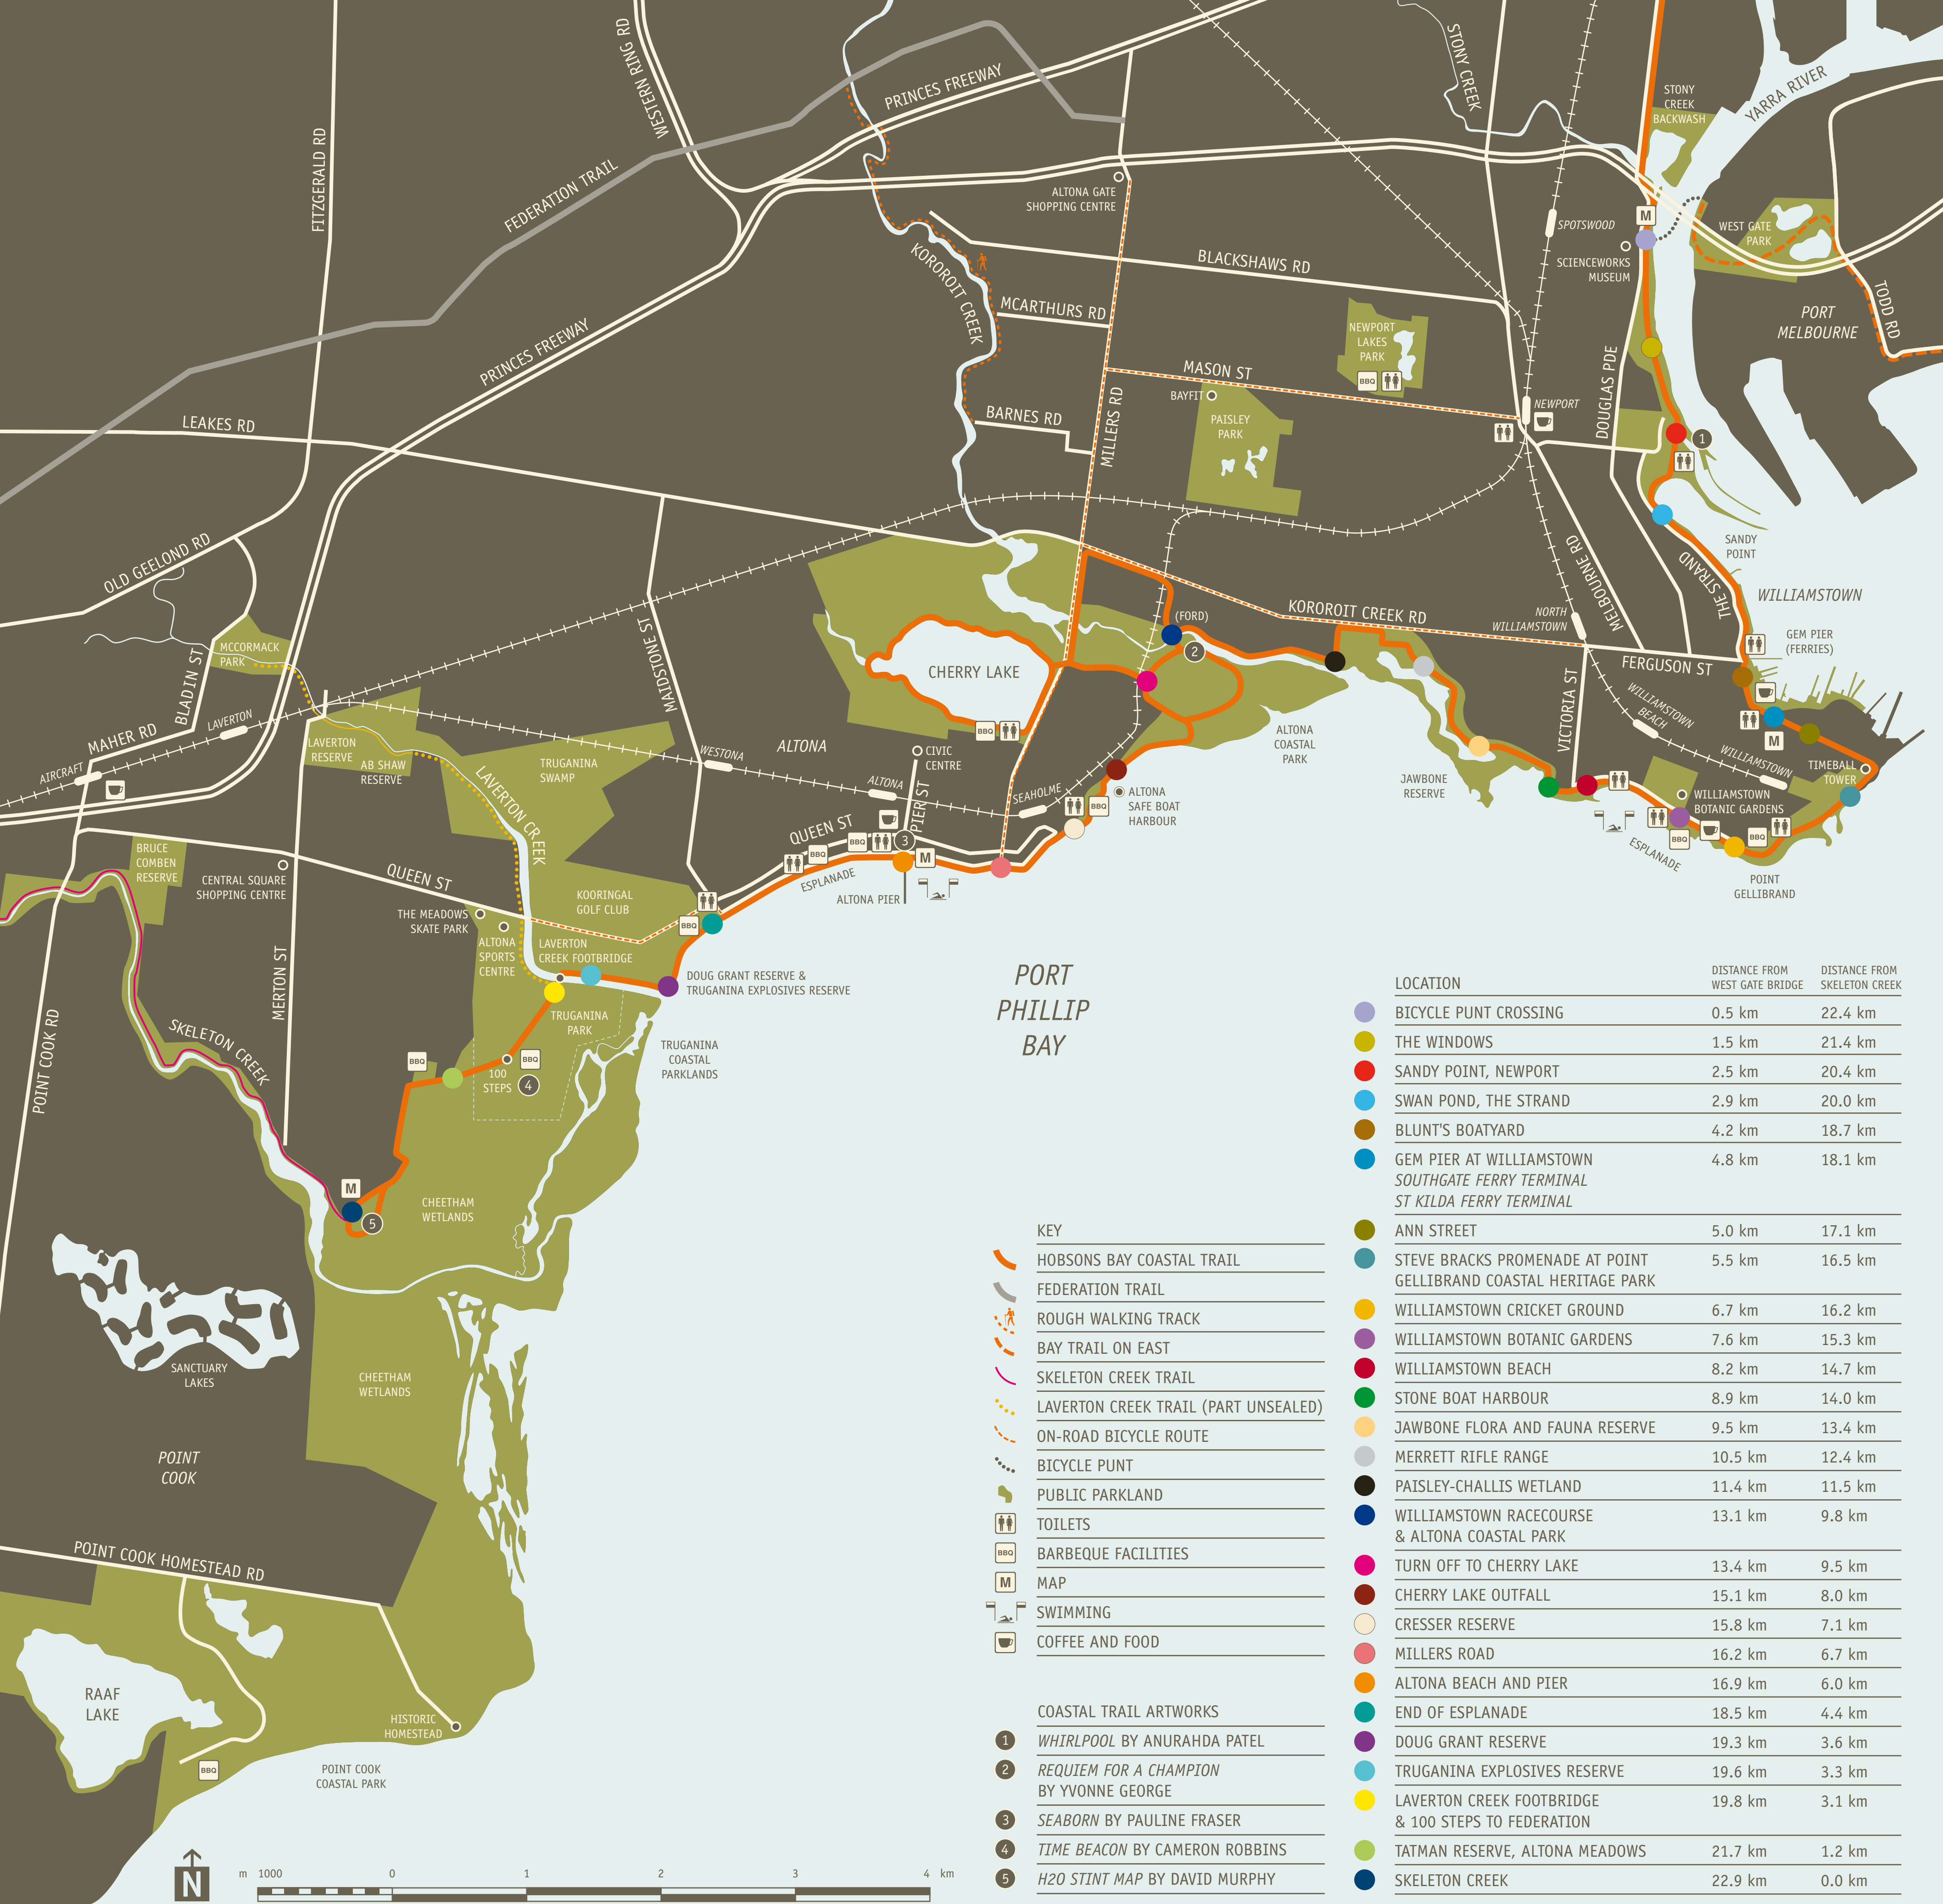 WESTERN RING RD
PRINCES FREEWAY
STONY CREEK
STONY
CREEK
BACKWASH
YARRA RIVER
FITZGERALD RD
FEDERATION TRAIL
ALTONA GATE
SHOPPING CENTRE
M
SPOTSWOOD
SCIENCEWORKS
MUSEUM
WEST GATE
PARK
TODD RD
PORT
MELBOURNE
KOROROIT CREEK
BLACKSHAWS RD
MCARTHURS RD
NEWPORT
LAKES
PARK
BBQ
PRINCES FREEWAY
MASON ST
BAYFIT
PAISLEY
PARK
MILLERS RD
BARNES RD
NEWPORT
DOUGLAS PDE
1
LEAKES RD
OLD GEELOND RD
SANDY
POINT
THE STRAND
MELBOURNE RD
WILLIAMSTOWN
KOROROIT CREEK RD
(FORD)
2
NORTH
WILLIAMSTOWN
GEM PIER
(FERRIES)
FERGUSON ST
MCCORMACK
PARK
BLADIN ST
MAIDSTONE ST
CHERRY LAKE
BBQ
VICTORIA ST
WILLIAMSTOWN
BEACH
M
WILLIAMSTOWN
TIMEBALL
TOWER
MAHER RD
LAVERTON
AIRCRAFT
LAVERTON
RESERVE
AB SHAW
RESERVE
TRUGANINA
SWAMP
LAVERTON CREEK
WESTONA
ALTONA
CIVIC
CENTRE
ALTONA
PIER ST
SEAHOLME
ALTONA
COASTAL
PARK
BBQ
ALTONA
SAFE BOAT
HARBOUR
JAWBONE
RESERVE
WILLIAMSTOWN
BOTANIC GARDENS
BBQ
BBQ
ESPLANADE
POINT
GELLIBRAND
BRUCE
COMBEN
RESERVE
CENTRAL SQUARE
SHOPPING CENTRE
QUEEN ST
QUEEN ST
BBQ
BBQ
3
M
ESPLANADE
ALTONA PIER
THE MEADOWS
SKATE PARK
ALTONA
SPORTS
CENTRE
KOORINGAL
GOLF CLUB
BBQ
LAVERTON
CREEK FOOTBRIDGE
DOUG GRANT RESERVE &
TRUGANINA EXPLOSIVES RESERVE
MERTON ST
POINT COOK RD
SKELETON CREEK
TRUGANINA
PARK
BBQ
BBQ
100
STEPS
4
TRUGANINA
COASTAL
PARKLANDS
PORT
PHILLIP
BAY
M
5
CHEETHAM
WETLANDS
SANCTUARY
LAKES
CHEETHAM
WETLANDS
POINT
COOK
POINT COOK HOMESTEAD RD
RAAF
LAKE
HISTORIC
HOMESTEAD
BBQ
POINT COOK
COASTAL PARK
N
m 1000 0 1 2 3 4 km
KEY
HOBSONS BAY COASTAL TRAIL
FEDERATION TRAIL
ROUGH WALKING TRACK
BAY TRAIL ON EAST
SKELETON CREEK TRAIL
LAVERTON CREEK TRAIL (PART UNSEALED)
ON-ROAD BICYCLE ROUTE
BICYCLE PUNT
PUBLIC PARKLAND
TOILETS
BBQ BARBEQUE FACILITIES
M MAP
SWIMMING
COFFEE AND FOOD
COASTAL TRAIL ARTWORKS
1 WHIRLPOOL BY ANURAHDA PATEL
2 REQUIEM FOR A CHAMPION
BY YVONNE GEORGE
3 SEABORN BY PAULINE FRASER
4 TIME BEACON BY CAMERON ROBBINS
5 H2O STINT MAP BY DAVID MURPHY
LOCATION DISTANCE FROM WEST GATE BRIDGE DISTANCE FROM SKELETON CREEK
BICYCLE PUNT CROSSING 0.5 km 22.4 km
THE WINDOWS 1.5 km 21.4 km
SANDY POINT, NEWPORT 2.5 km 20.4 km
SWAN POND, THE STRAND 2.9 km 20.0 km
BLUNT'S BOATYARD 4.2 km 18.7 km
GEM PIER AT WILLIAMSTOWN 4.8 km 18.1 km
SOUTHGATE FERRY TERMINAL
ST KILDA FERRY TERMINAL
ANN STREET 5.0 km 17.1 km
STEVE BRACKS PROMENADE AT POINT 5.5 km 16.5 km
GELLIBRAND COASTAL HERITAGE PARK
WILLIAMSTOWN CRICKET GROUND 6.7 km 16.2 km
WILLIAMSTOWN BOTANIC GARDENS 7.6 km 15.3 km
WILLIAMSTOWN BEACH 8.2 km 14.7 km
STONE BOAT HARBOUR 8.9 km 14.0 km
JAWBONE FLORA AND FAUNA RESERVE 9.5 km 13.4 km
MERRETT RIFLE RANGE 10.5 km 12.4 km
PAISLEY-CHALLIS WETLAND 11.4 km 11.5 km
WILLIAMSTOWN RACECOURSE 13.1 km 9.8 km
& ALTONA COASTAL PARK
TURN OFF TO CHERRY LAKE 13.4 km 9.5 km
CHERRY LAKE OUTFALL 15.1 km 8.0 km
CRESSER RESERVE 15.8 km 7.1 km
MILLERS ROAD 16.2 km 6.7 km
ALTONA BEACH AND PIER 16.9 km 6.0 km
END OF ESPLANADE 18.5 km 4.4 km
DOUG GRANT RESERVE 19.3 km 3.6 km
TRUGANINA EXPLOSIVES RESERVE 19.6 km 3.3 km
LAVERTON CREEK FOOTBRIDGE 19.8 km 3.1 km
& 100 STEPS TO FEDERATION
TATMAN RESERVE, ALTONA MEADOWS 21.7 km 1.2 km
SKELETON CREEK 22.9 km 0.0 km